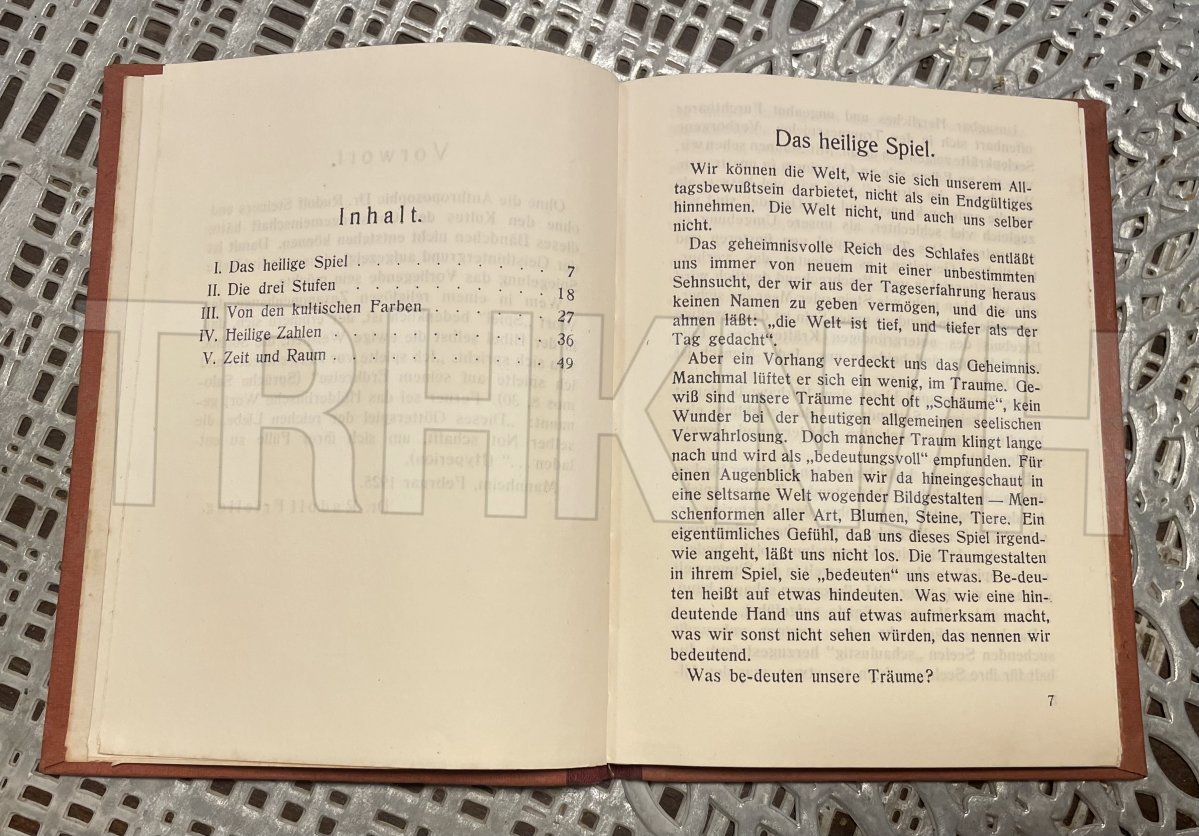 Inhalt.
I. Das heilige Spiel . . . . . . . . . 7
II. Die drei Stufen . . . . . . . . . 18
III. Von den kultischen Farben . . . . . . 27
IV. Heilige Zahlen . . . . . . . . . . 36
V. Zeit und Raum . . . . . . . . . . 49
Das heilige Spiel.
Wir können die Welt, wie sie sich unserem All-
tagsbewußtsein darbietet, nicht als ein Endgültiges
hinnehmen. Die Welt nicht, und auch uns selber
nicht.
Das geheimnisvolle Reich des Schlafes entläßt
uns immer von neuem mit einer unbestimmten
Sehnsucht, der wir aus der Tageserfahrung heraus
keinen Namen zu geben vermögen, und die uns
ahnen läßt: „die Welt ist tief, und tiefer als der
Tag gedacht“.
Aber ein Vorhang verdeckt uns das Geheimnis.
Manchmal lüftet er sich ein wenig, im Traume. Ge-
wiß sind unsere Träume recht oft „Schäume“, kein
Wunder bei der heutigen allgemeinen seelischen
Verwahrlosung. Doch mancher Traum klingt lange
nach und wird als „bedeutungsvoll“ empfunden. Für
einen Augenblick haben wir da hineingeschaut in
eine seltsame Welt wogender Bildgestalten — Men-
schenformen aller Art, Blumen, Steine, Tiere. Ein
eigentümliches Gefühl, daß uns dieses Spiel irgend-
wie angeht, läßt uns nicht los. Die Traumgestalten
in ihrem Spiel, sie „bedeuten“ uns etwas. Be-deu-
ten heißt auf etwas hindeuten. Was wie eine hin-
deutende Hand uns auf etwas aufmerksam macht,
was wir sonst nicht sehen würden, das nennen wir
bedeutend.
Was be-deuten unsere Träume?
7